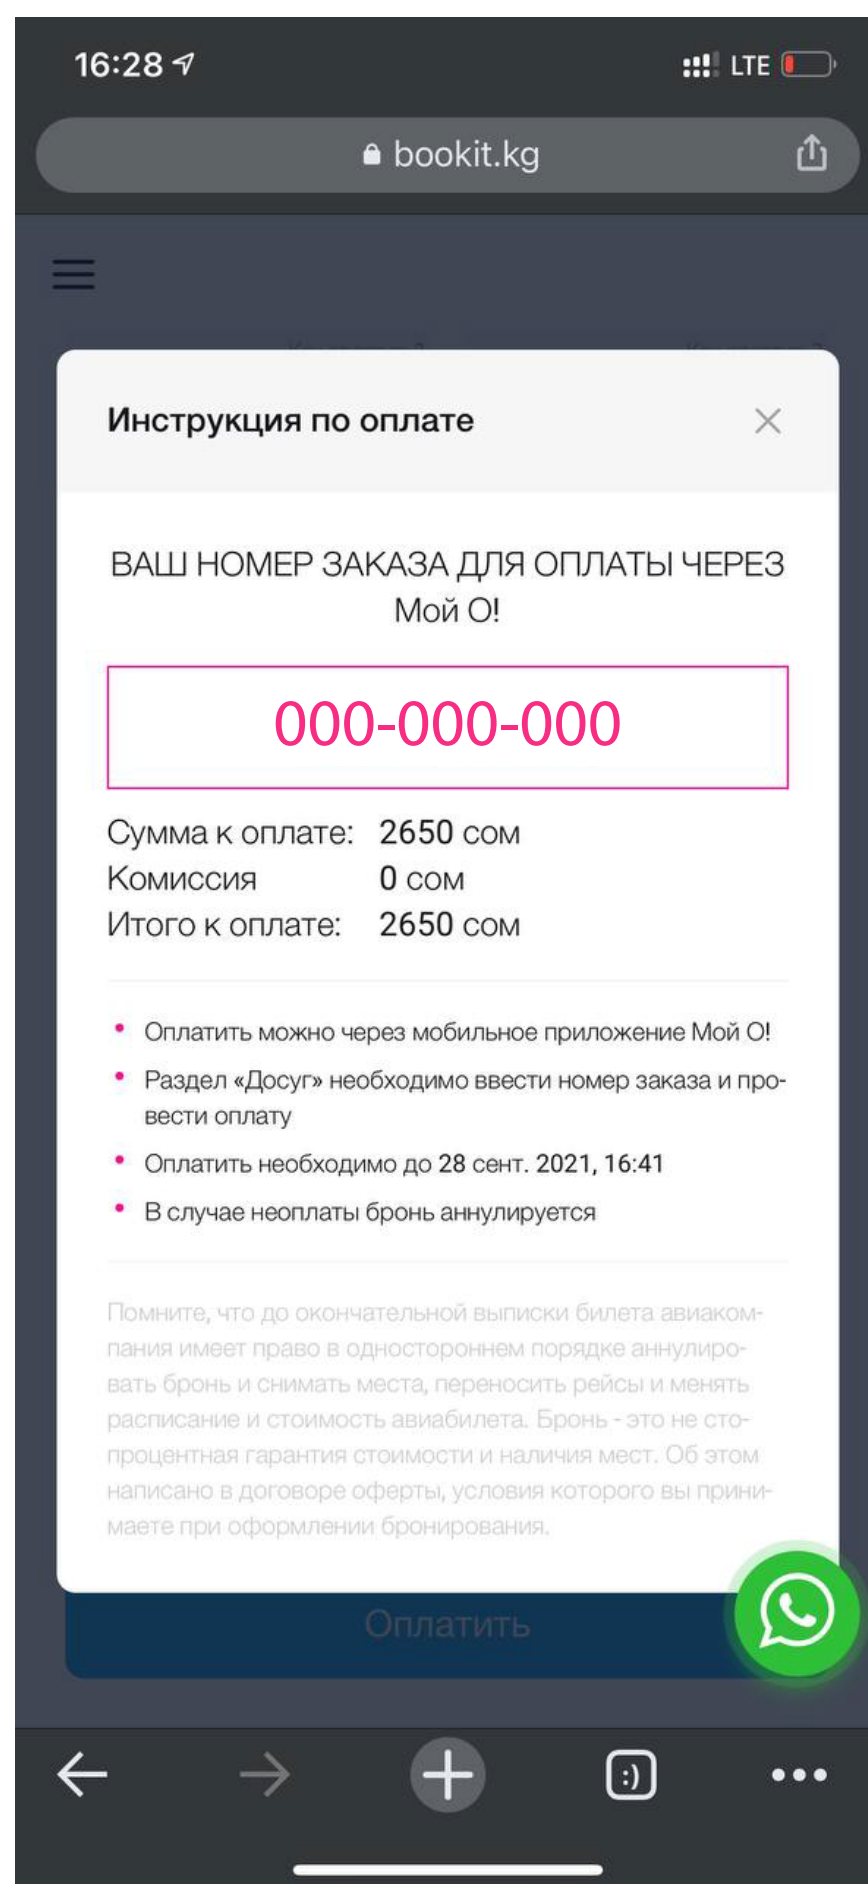 16:28
LTE
bookit.kg
Инструкция по оплате
ВАШ НОМЕР ЗАКАЗА ДЛЯ ОПЛАТЫ ЧЕРЕЗ
Мой О!
000-000-000
Сумма к оплате: 2650 сом
Комиссия 0 сом
Итого к оплате: 2650 сом
• Оплатить можно через мобильное приложение Мой О!
• Раздел «Досуг» необходимо ввести номер заказа и про-
вести оплату
• Оплатить необходимо до 28 сент. 2021, 16:41
• В случае неоплаты бронь аннулируется
Помните, что до окончательной выписки билета авиаком-
пания имеет право в одностороннем порядке аннулиро-
вать бронь и снимать места, переносить рейсы и менять
расписание и стоимость авиабилета. Бронь - это не сто-
процентная гарантия стоимости и наличия мест. Об этом
написано в договоре оферты, условия которого вы прини-
маете при оформлении бронирования.
Оплатить
:)